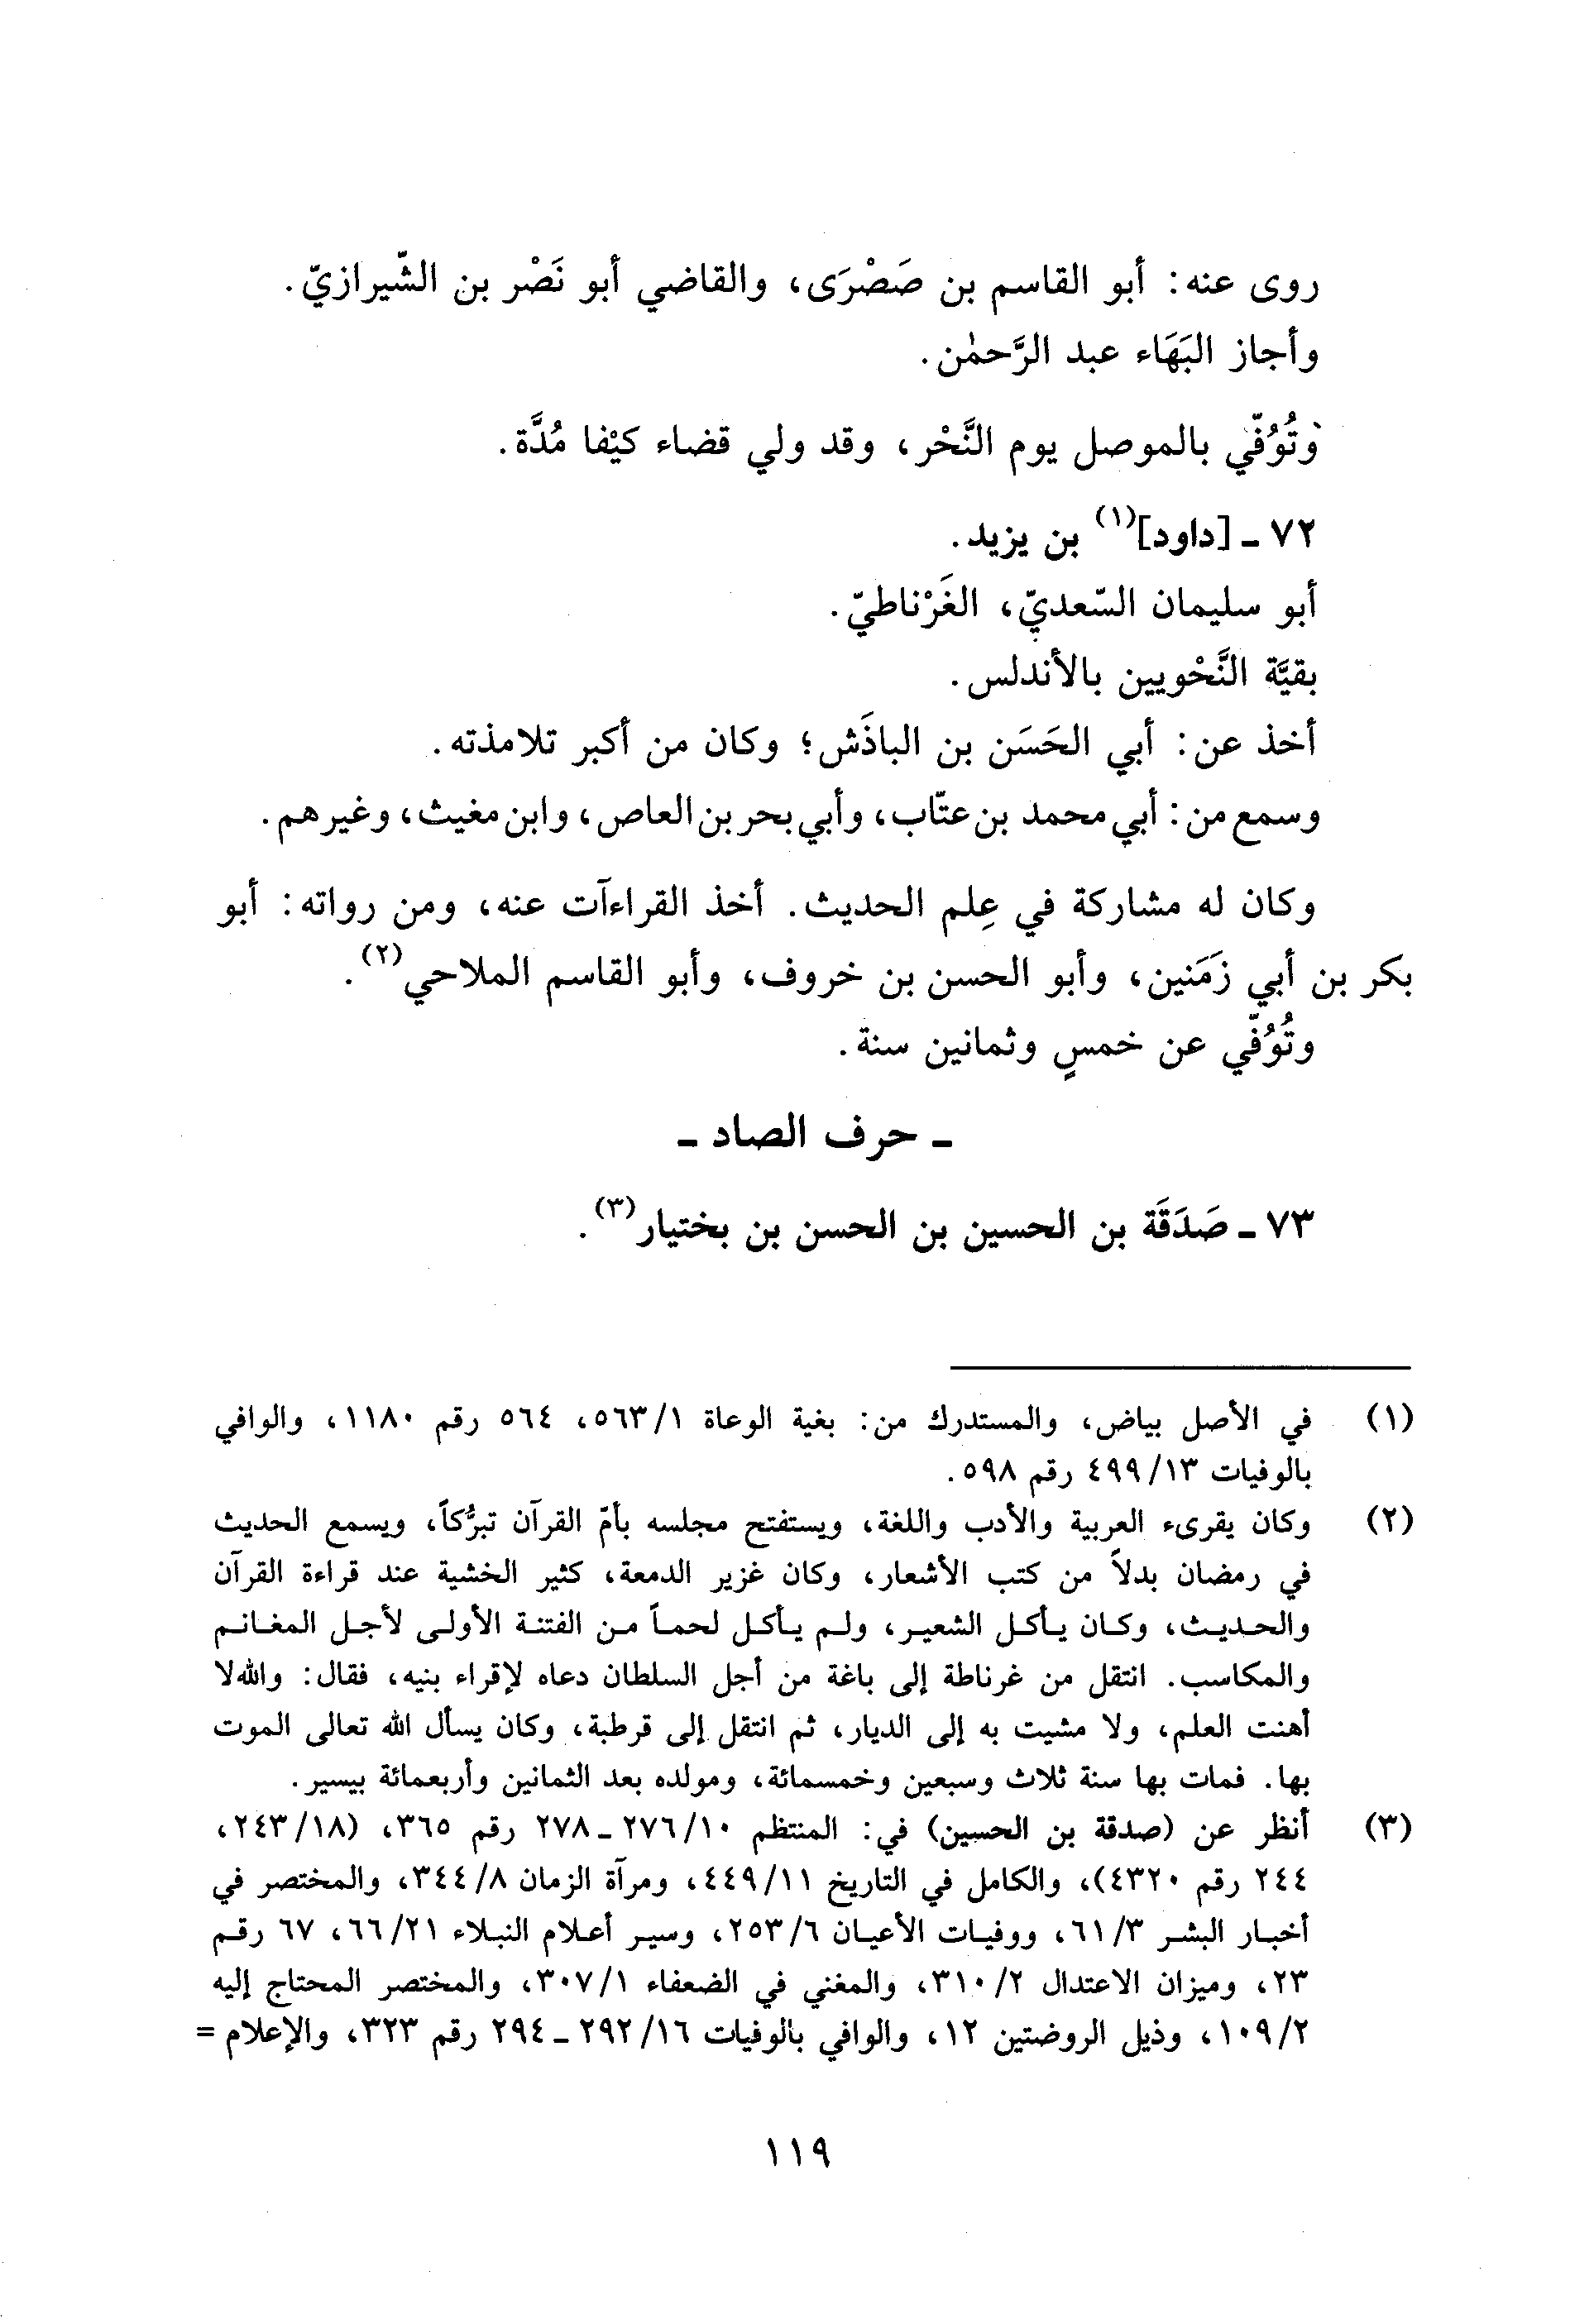 روى عنه: أبو القاسم بن صَصْرَى، والقاضي أبو نَصْر بن الشّيرازيّ.
وأجاز البَهَاء عبد الرَّحمٰن.
وتُوُفّي بالموصل يوم النَّحْر، وقد ولي قضاء كيْفا مُدَّة.
٧٢ - [داود](١) بن يزيد.
أبو سليمان السّعديّ، الغَرْناطيّ.
بقيَّة النَّحْويين بالأندلس.
أخذ عن: أبي الحَسَن بن الباذَش؛ وكان من أكبر تلامذته.
وسمع من: أبي محمد بن عتّاب، وأبي بحر بن العاص، وابن مغيث، وغيرهم.
وكان له مشاركة في عِلم الحديث. أخذ القراءآت عنه، ومن رواته: أبو
بكر بن أبي زَمَنين، وأبو الحسن بن خروف، وأبو القاسم الملاحي(٢).
وتُوُفّي عن خمسٍ وثمانين سنة.
- حرف الصاد -
٧٣ - صَدَقَة بن الحسين بن الحسن بن بختيار(٣).
(١) في الأصل بياض، والمستدرك من: بغية الوعاة ١/٥٦٣، ٥٦٤ رقم ١١٨٠، والوافي
بالوفيات ١٣/٤٩٩ رقم ٥٩٨.
(٢) وكان يقرىء العربية والأدب واللغة، ويستفتح مجلسه بأمّ القرآن تبرُّكاً، ويسمع الحديث
في رمضان بدلاً من كتب الأشعار، وكان غزير الدمعة، كثير الخشية عند قراءة القرآن
والحديث، وكان يأكل الشعير، ولم يأكل لحماً من الفتنة الأولى لأجل المغانم
والمكاسب. انتقل من غرناطة إلى باغة من أجل السلطان دعاه لإقراء بنيه، فقال: والله لا
أهنت العلم، ولا مشيت به إلى الديار، ثم انتقل إلى قرطبة، وكان يسأل الله تعالى الموت
بها. فمات بها سنة ثلاث وسبعين وخمسمائة، ومولده بعد الثمانين وأربعمائة بيسير.
(٣) أنظر عن (صدقة بن الحسين) في: المنتظم ١٠/٢٧٦ - ٢٧٨ رقم ٣٦٥، (١٨/٢٤٣،
٢٤٤ رقم ٤٣٢٠)، والكامل في التاريخ ١١/٤٤٩، ومرآة الزمان ٨/٣٤٤، والمختصر في
أخبار البشر ٣/٦١، ووفيات الأعيان ٦/٢٥٣، وسير أعلام النبلاء ٢١/٦٦، ٦٧ رقم
٢٣، وميزان الاعتدال ٢/٣١٠، والمغني في الضعفاء ١/٣٠٧، والمختصر المحتاج إليه
٢/١٠٩، وذيل الروضتين ١٢، والوافي بالوفيات ١٦/٢٩٢ - ٢٩٤ رقم ٣٢٣، والإعلام =
١١٩